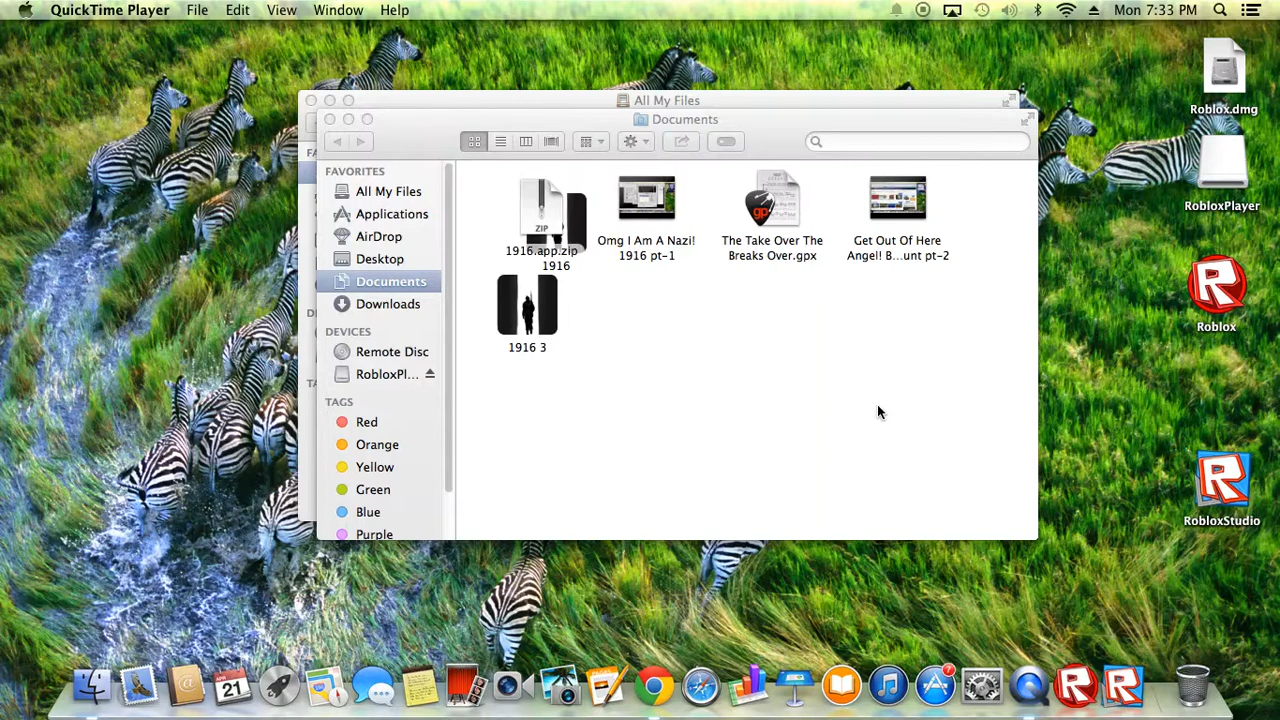 QuickTime Player File Edit View Window Help Mon 7:33 PM
All My Files
Documents
FAVORITES
All My Files
Applications
AirDrop
Desktop
Documents
Downloads
DEVICES
Remote Disc
RobloxPl...
TAGS
Red
Orange
Yellow
Green
Blue
Purple
ZIP
1916.app.zip
1916
Omg I Am A Nazi!
1916 pt-1
gp
The Take Over The
Breaks Over.gpx
Get Out Of Here
Angel! B...unt pt-2
1916 3
Roblox.dmg
RobloxPlayer
Roblox
RobloxStudio
APR
21
7